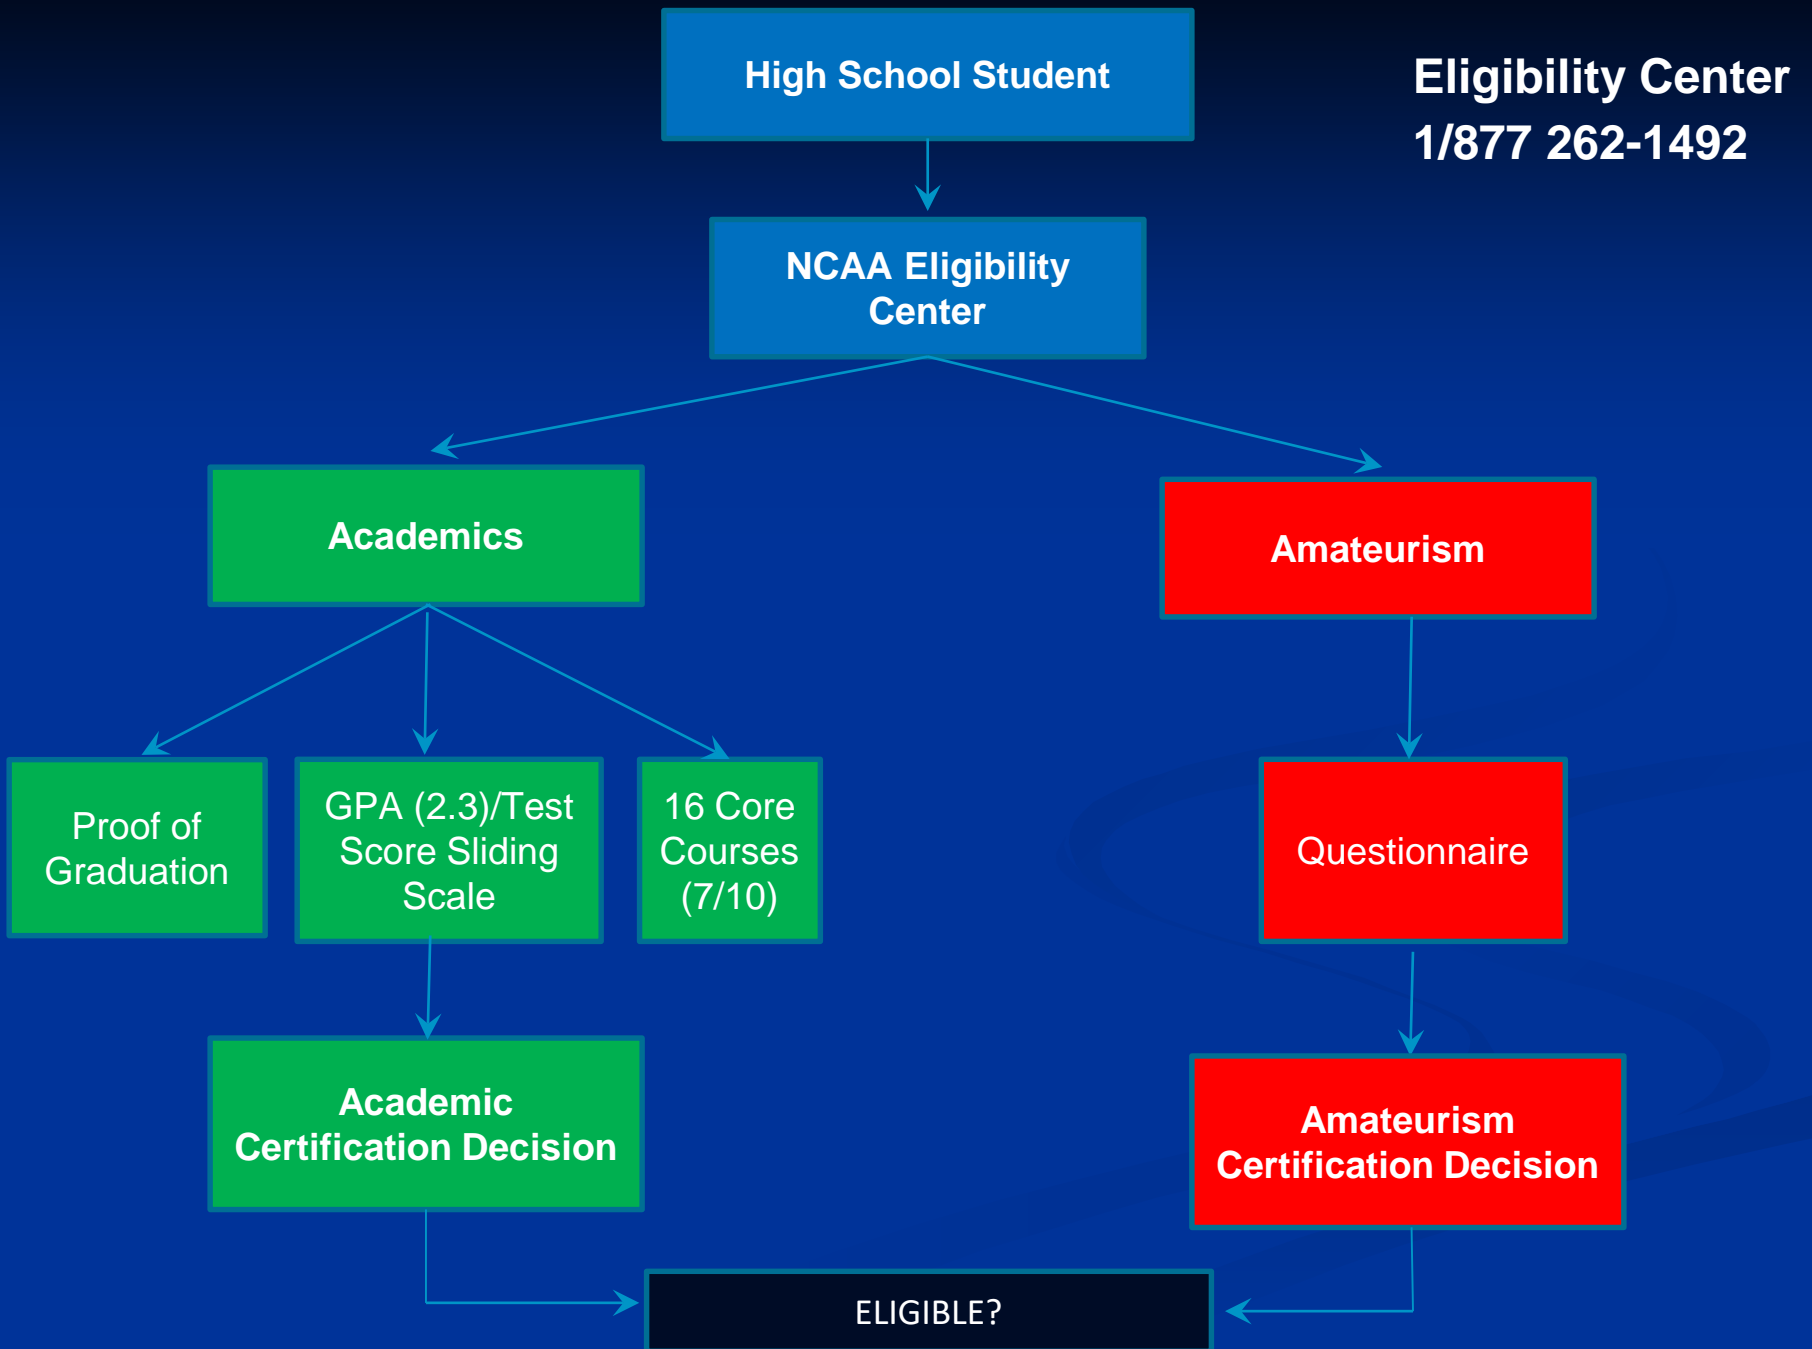 High School Student
Eligibility Center
1/877 262-1492
NCAA Eligibility
Center
Academics
Amateurism
Proof of
Graduation
GPA (2.3)/Test
Score Sliding
Scale
16 Core
Courses
(7/10)
Questionnaire
Academic
Certification Decision
Amateurism
Certification Decision
ELIGIBLE?